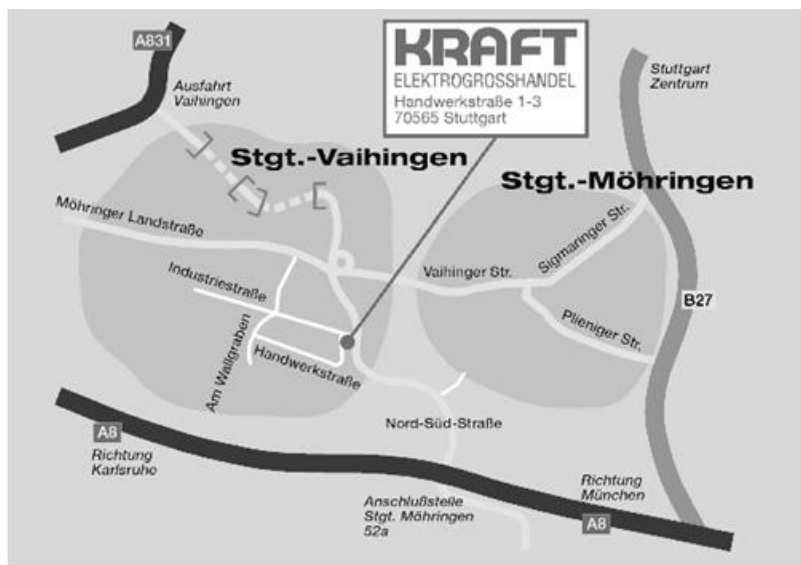 A831
Ausfahrt
Vaihingen
KRAFT
ELEKTROGROSSHANDEL
Handwerkstraße 1-3
70565 Stuttgart
Stuttgart
Zentrum
Stgt.-Vaihingen
Stgt.-Möhringen
Möhringer Landstraße
Sigmaringer Str.
Vaihinger Str.
Industriestraße
B27
Plieniger Str.
Am Wallgraben
Handwerkstraße
Nord-Süd-Straße
A8
Richtung
Karlsruhe
Richtung
München
Anschlußstelle
Stgt. Möhringen
52a
A8